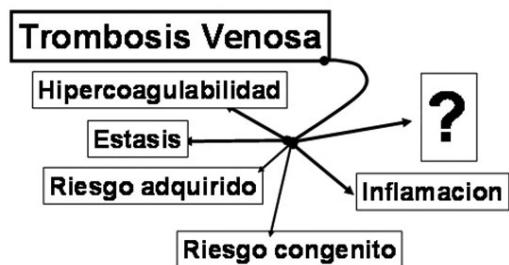 Trombosis Venosa
Hipercoagulabilidad
?
Estasis
Riesgo adquirido
Inflamacion
Riesgo congenito